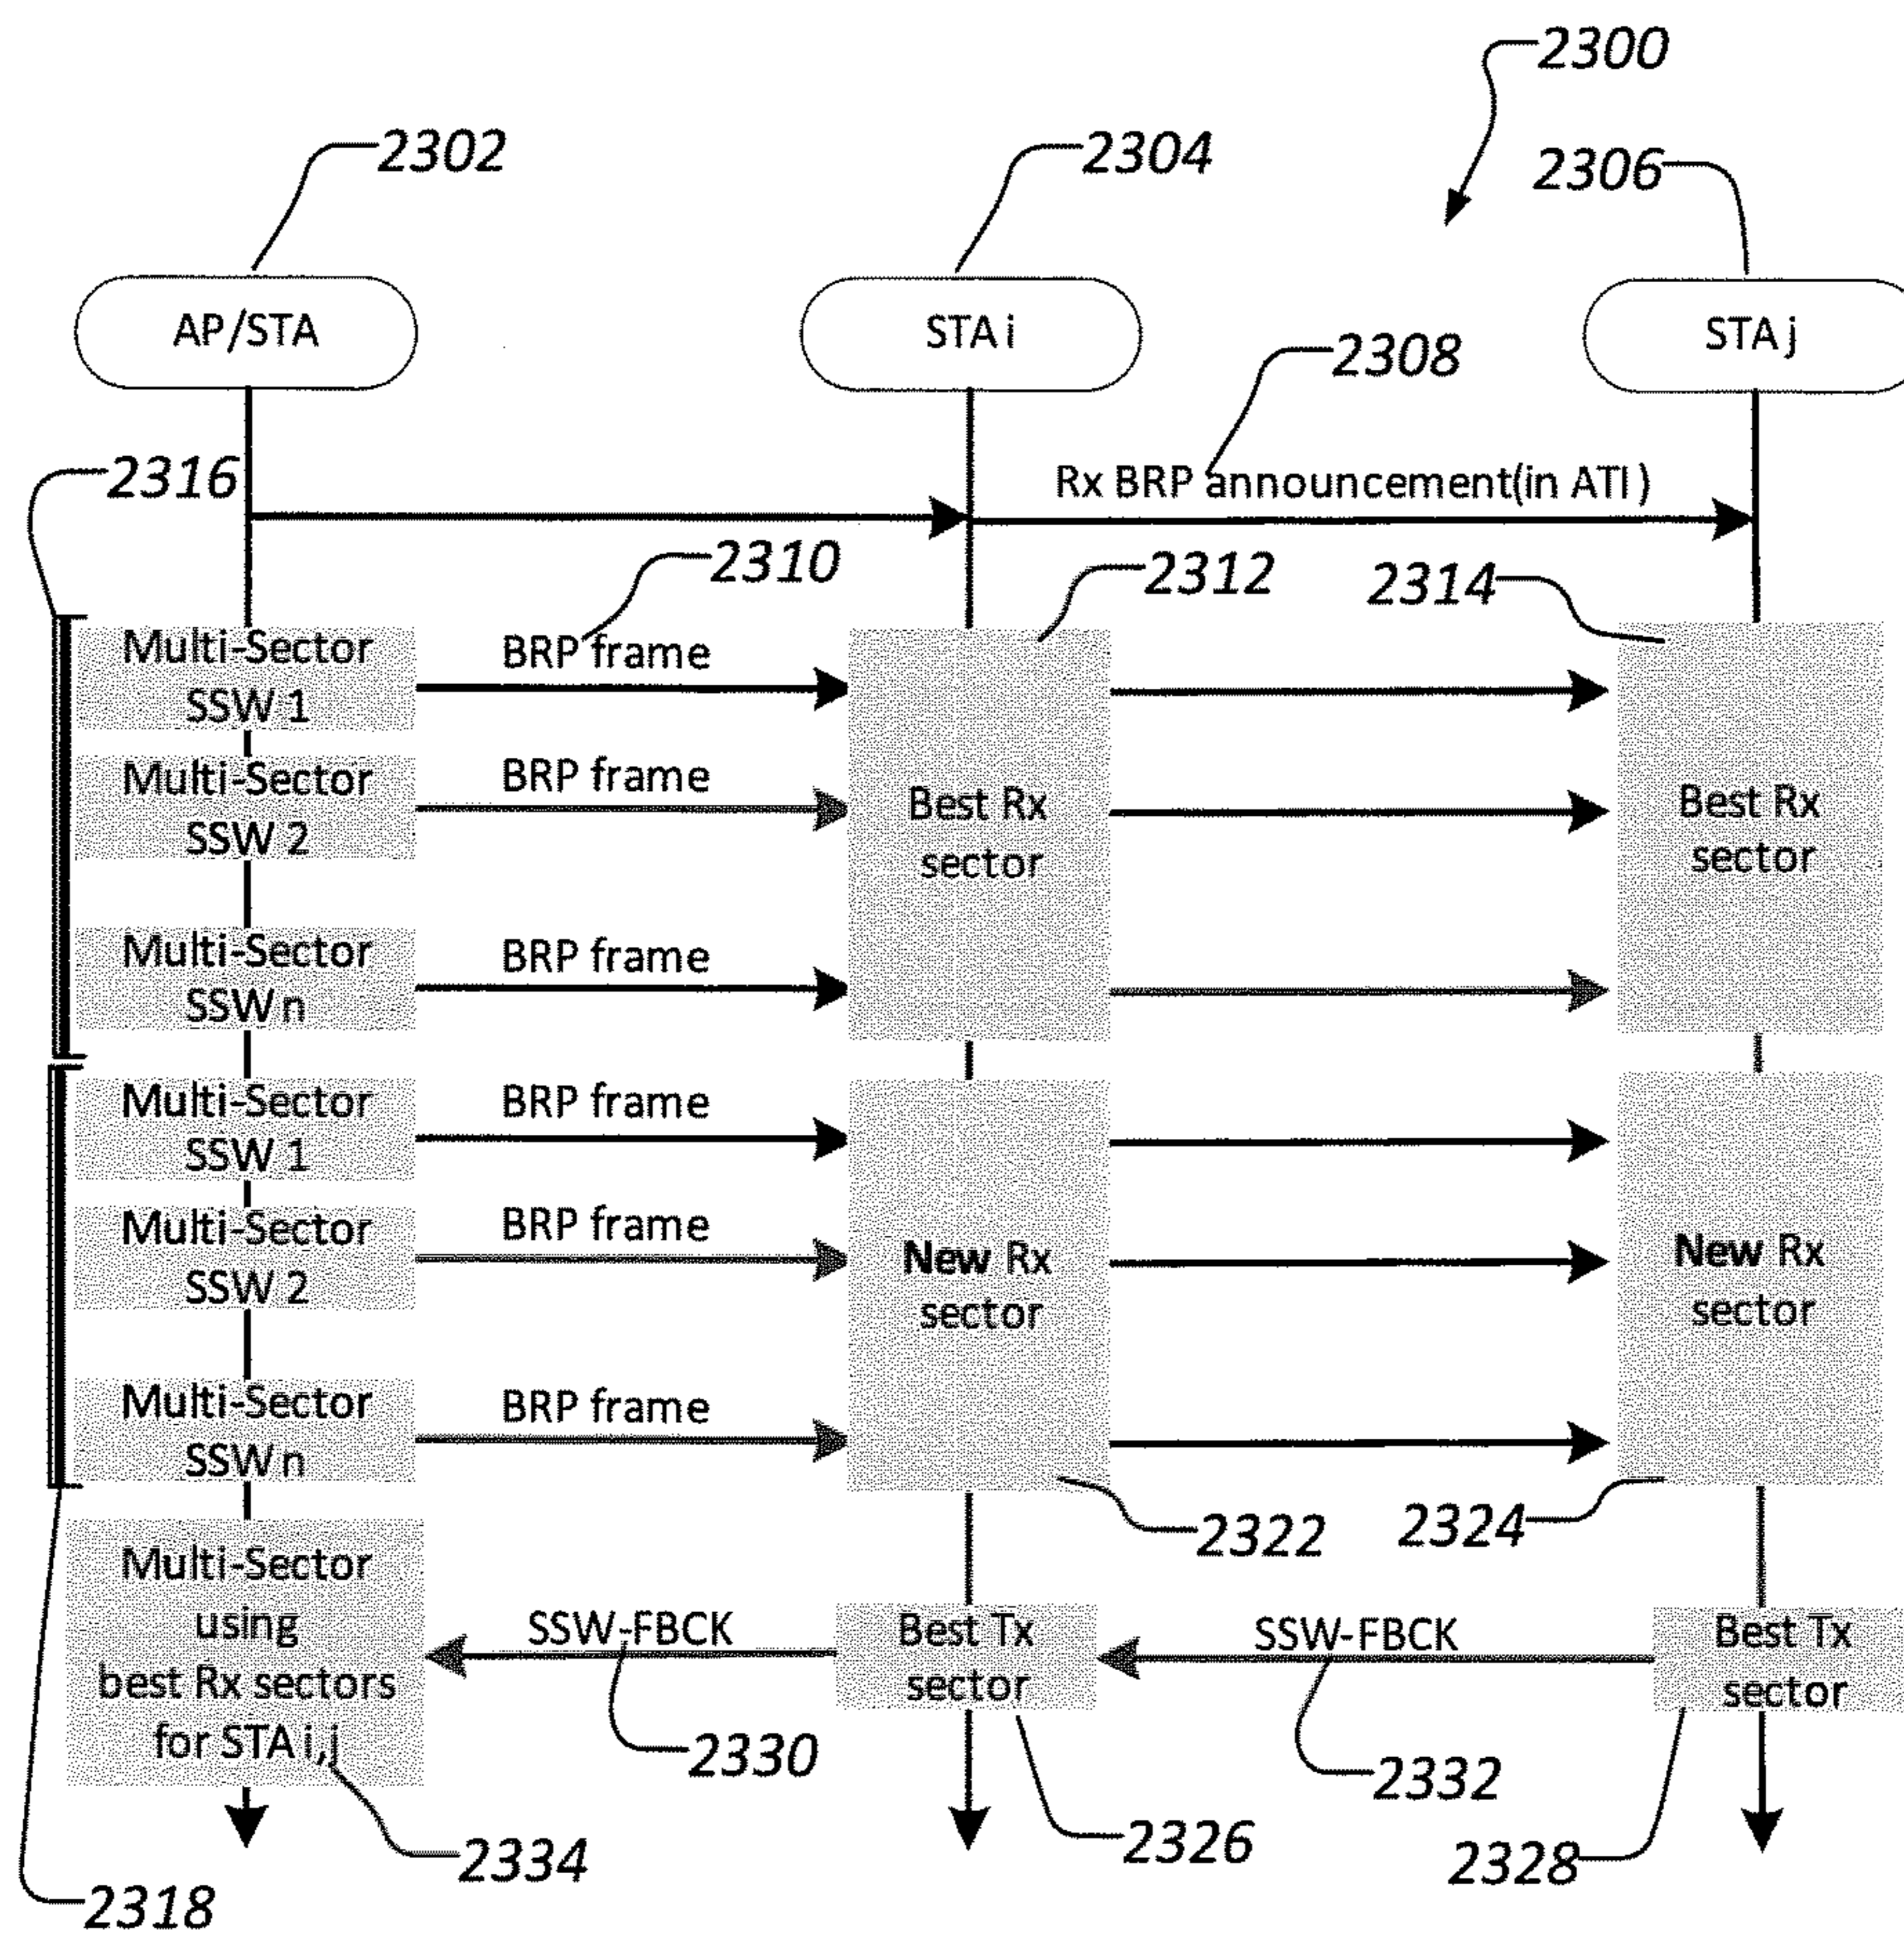 2300
2302
2304
2306
AP/STA
STA i
STA j
2308
2316
Rx BRP announcement(in ATI)
2310
2312
2314
Multi-Sector
SSW 1
BRP frame
Multi-Sector
SSW 2
BRP frame
Best Rx
sector
Best Rx
sector
Multi-Sector
SSW n
BRP frame
Multi-Sector
SSW 1
BRP frame
Multi-Sector
SSW 2
BRP frame
New Rx
sector
New Rx
sector
Multi-Sector
SSW n
BRP frame
2322
2324
Multi-Sector
using
best Rx sectors
for STA i,j
SSW-FBCK
Best Tx
sector
SSW-FBCK
Best Tx
sector
2330
2332
2334
2326
2328
2318